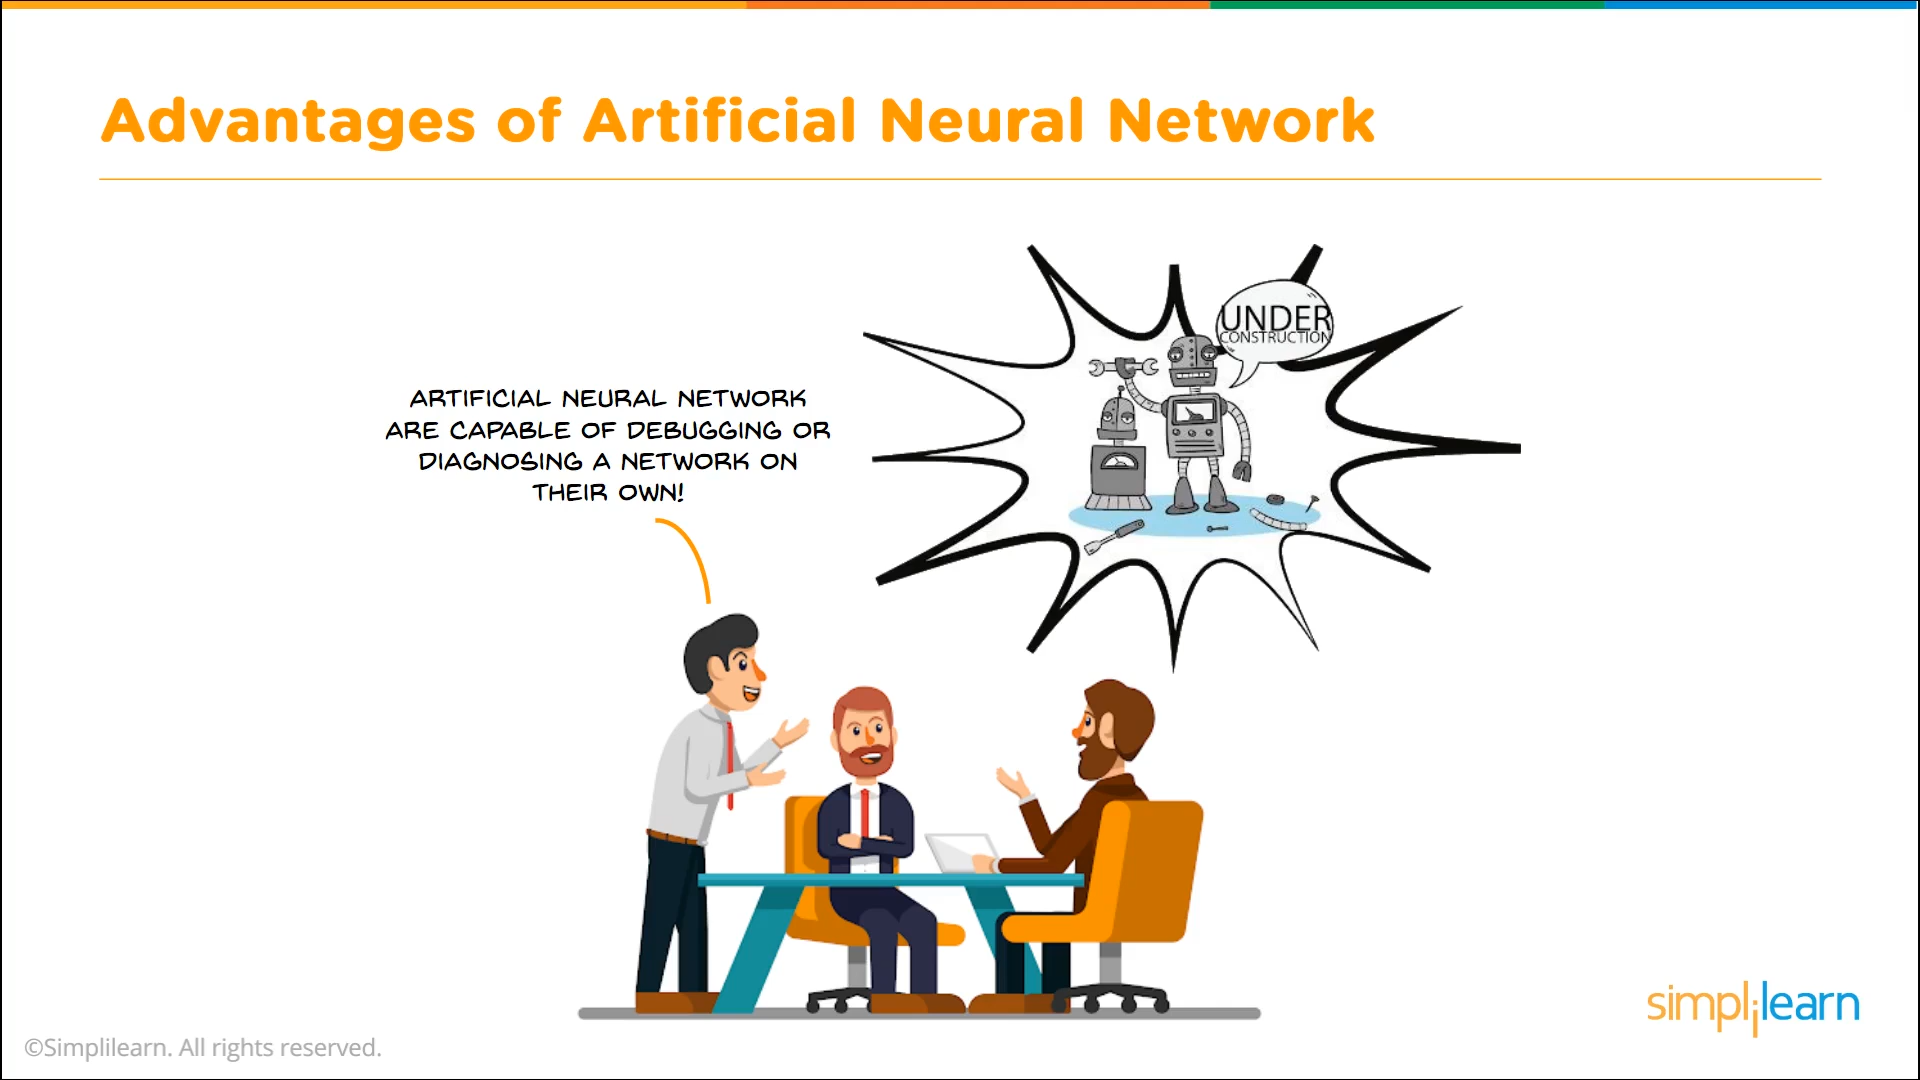 Advantages of Artificial Neural Network
UNDER
CONSTRUCTION
ARTIFICIAL NEURAL NETWORK
ARE CAPABLE OF DEBUGGING OR
DIAGNOSING A NETWORK ON
THEIR OWN!
simplilearn
©Simplilearn. All rights reserved.